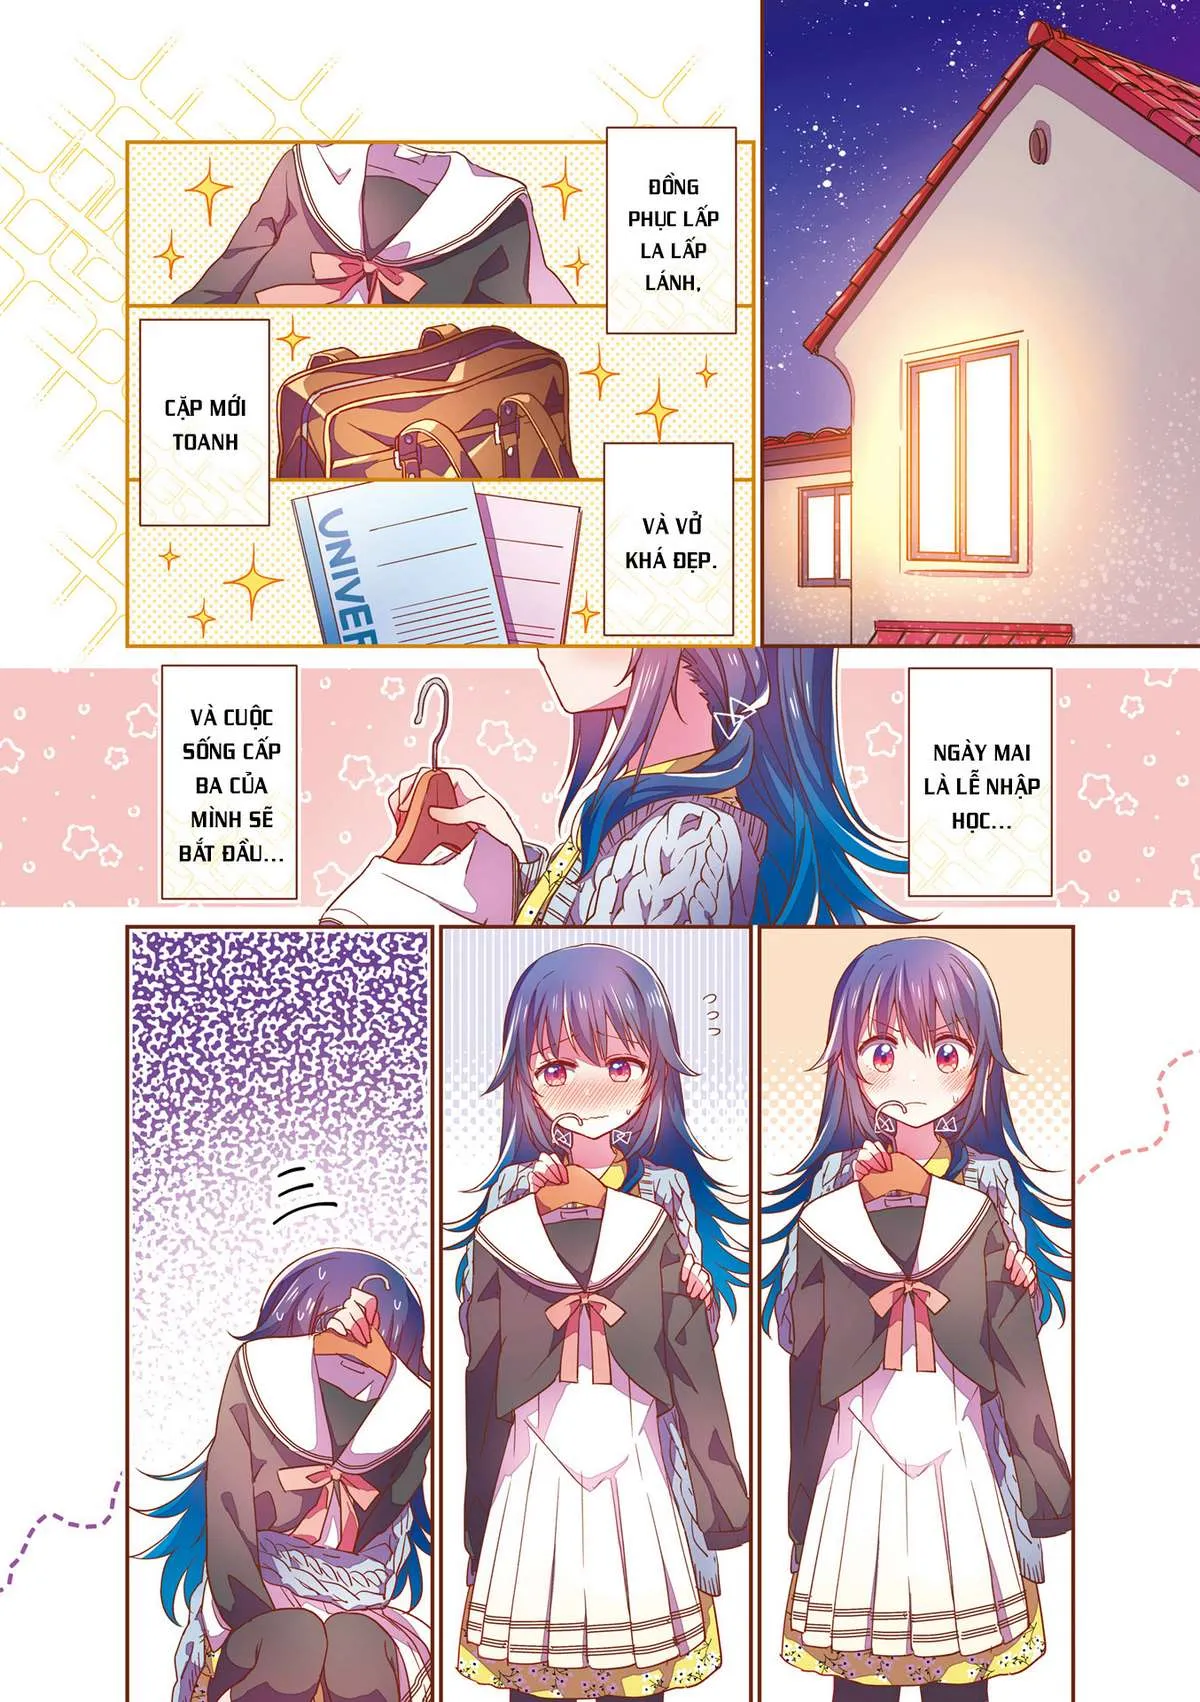 ĐỒNG
PHỤC LẤP
LA LẤP
LÁNH,
CẶP MỚI
TOANH
VÀ VỞ
KHÁ ĐẸP.
UNIVER
NGÀY MAI
LÀ LỄ NHẬP
HỌC...
VÀ CUỘC
SỐNG CẤP
BA CỦA
MÌNH SẼ
BẮT ĐẦU...